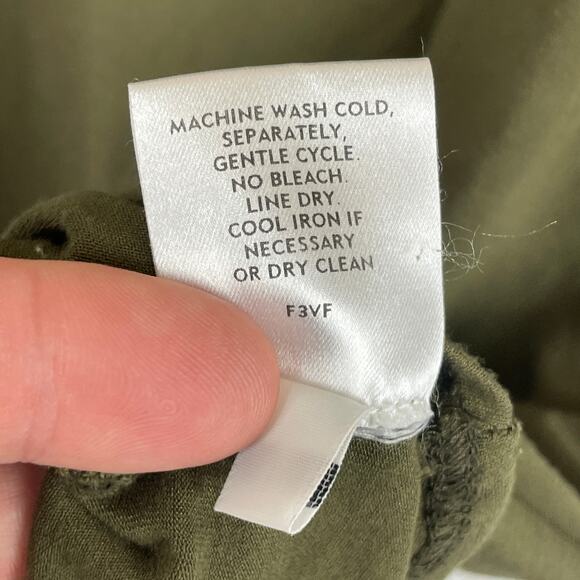 MACHINE WASH COLD,
SEPARATELY,
GENTLE CYCLE.
NO BLEACH.
LINE DRY.
COOL IRON IF
NECESSARY
OR DRY CLEAN
F3VF